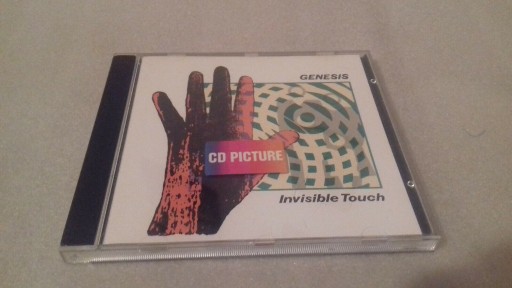 GENESIS
CD PICTURE
Invisible Touch